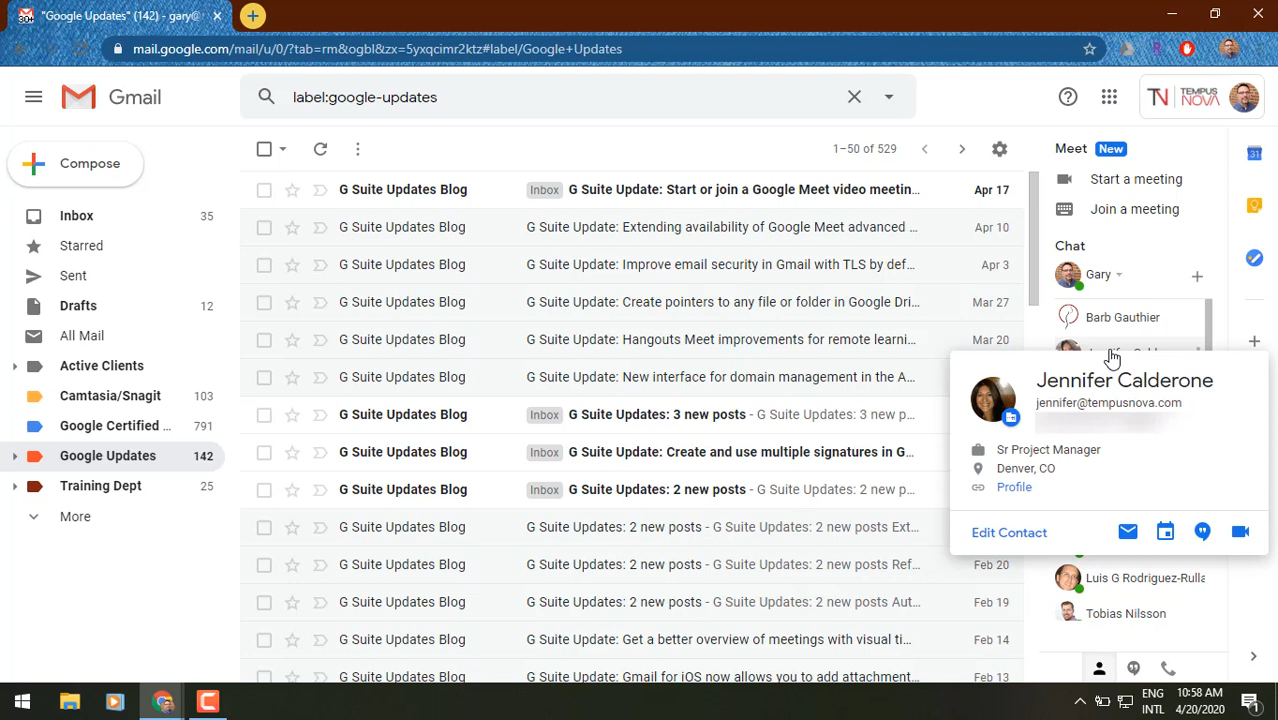 30+
"Google Updates" (142) - gary@
mail.google.com/mail/u/0/?tab=rm&ogbl&zx=5yxqcimr2ktz#label/Google+Updates
Gmail
label:google-updates
TN TEMPUS NOVA
Compose
1–50 of 529
Inbox 35
Starred
Sent
Drafts 12
All Mail
Active Clients
Camtasia/Snagit 103
Google Certified ... 791
Google Updates 142
Training Dept 25
More
G Suite Updates Blog Inbox G Suite Update: Start or join a Google Meet video meetin... Apr 17
G Suite Updates Blog G Suite Update: Extending availability of Google Meet advanced ... Apr 10
G Suite Updates Blog G Suite Update: Improve email security in Gmail with TLS by def... Apr 3
G Suite Updates Blog G Suite Update: Create pointers to any file or folder in Google Dri... Mar 27
G Suite Updates Blog G Suite Update: Hangouts Meet improvements for remote learni... Mar 20
G Suite Updates Blog G Suite Update: New interface for domain management in the A...
G Suite Updates Blog Inbox G Suite Updates: 3 new posts - G Suite Updates: 3 new p...
G Suite Updates Blog Inbox G Suite Update: Create and use multiple signatures in G...
G Suite Updates Blog Inbox G Suite Updates: 2 new posts - G Suite Updates: 2 new p...
G Suite Updates Blog G Suite Updates: 2 new posts - G Suite Updates: 2 new posts Ext...
G Suite Updates Blog G Suite Updates: 2 new posts - G Suite Updates: 2 new posts Ref... Feb 20
G Suite Updates Blog G Suite Updates: 2 new posts - G Suite Updates: 2 new posts Aut... Feb 19
G Suite Updates Blog G Suite Update: Get a better overview of meetings with visual ti... Feb 14
G Suite Updates Blog G Suite Update: Gmail for iOS now allows you to add attachment... Feb 13
Meet New
Start a meeting
Join a meeting
Chat
Gary
Barb Gauthier
Jennifer Calderone
jennifer@tempusnova.com
Sr Project Manager
Denver, CO
Profile
Edit Contact
Luis G Rodriguez-Rulla
Tobias Nilsson
31
ENG
INTL
10:58 AM
4/20/2020
1